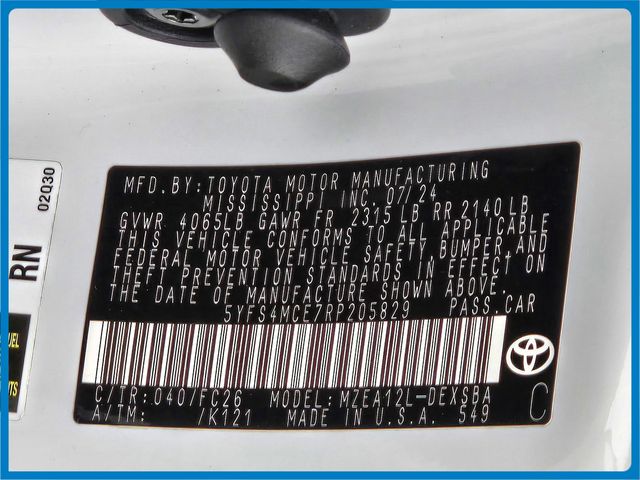 MFD.BY:TOYOTA MOTOR MANUFACTURING
MISSISSIPPI INC. 07/24
GVWR 4065LB GAWR FR 2315LB RR 2140LB
THIS VEHICLE CONFORMS TO ALL APPLICABLE
FEDERAL MOTOR VEHICLE SAFETY, BUMPER AND
THEFT PREVENTION STANDARDS IN EFFECT ON
THE DATE OF MANUFACTURE SHOWN ABOVE.
5YFS4MCE7RP205829 PASS.CAR
C/TR:040/FC26 MODEL:MZEA12L-DEXSBA
A/TM: /K121 MADE IN U.S.A. 549
C
02Q30
RN